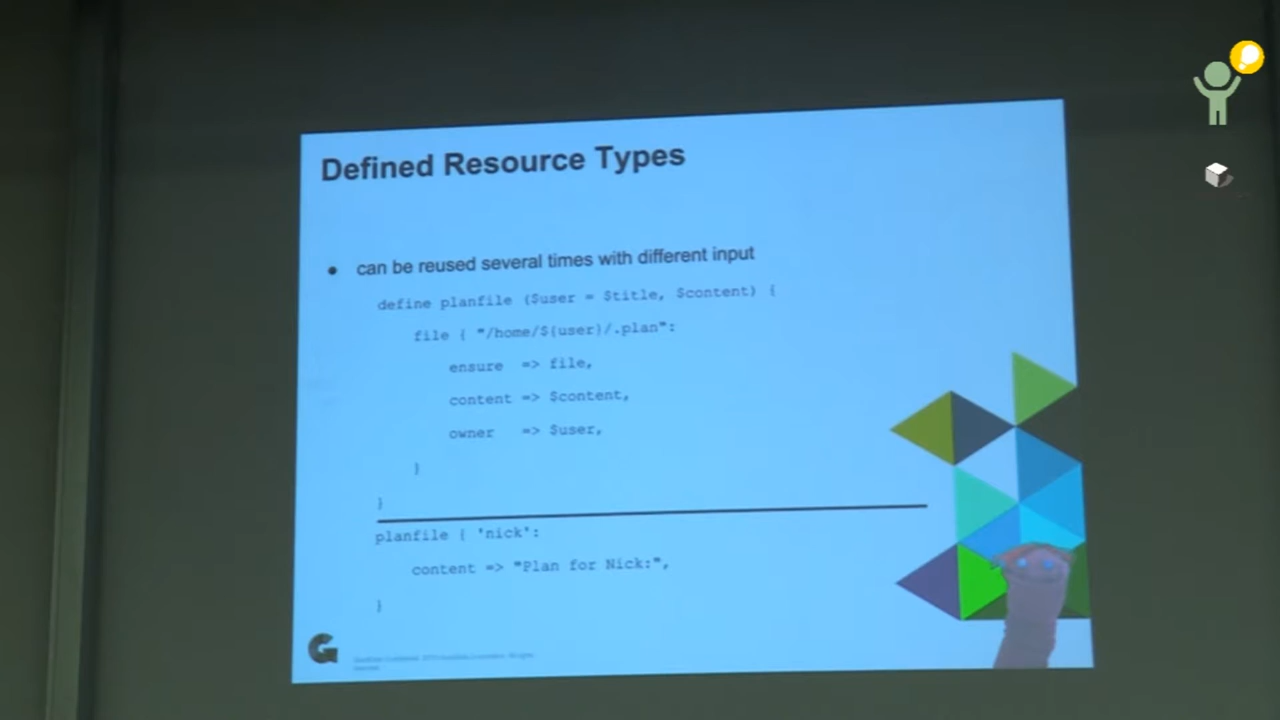 Defined Resource Types
• can be reused several times with different input
define planfile ($user = $title, $content) {
file { "/home/${user}/.plan":
ensure => file,
content => $content,
owner => $user,
}
}
planfile { 'nick':
content => "Plan for Nick:",
}
G